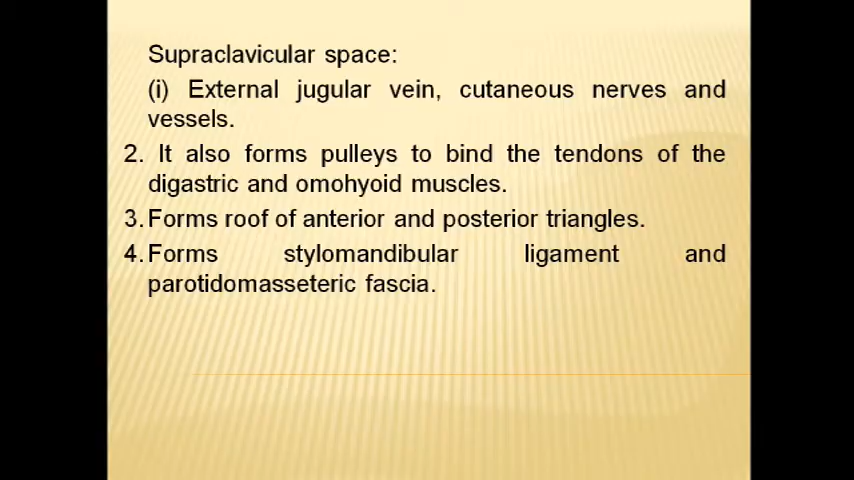 Supraclavicular space:
(i) External jugular vein, cutaneous nerves and
vessels.
2. It also forms pulleys to bind the tendons of the
digastric and omohyoid muscles.
3. Forms roof of anterior and posterior triangles.
4. Forms stylomandibular ligament and
parotidomasseteric fascia.